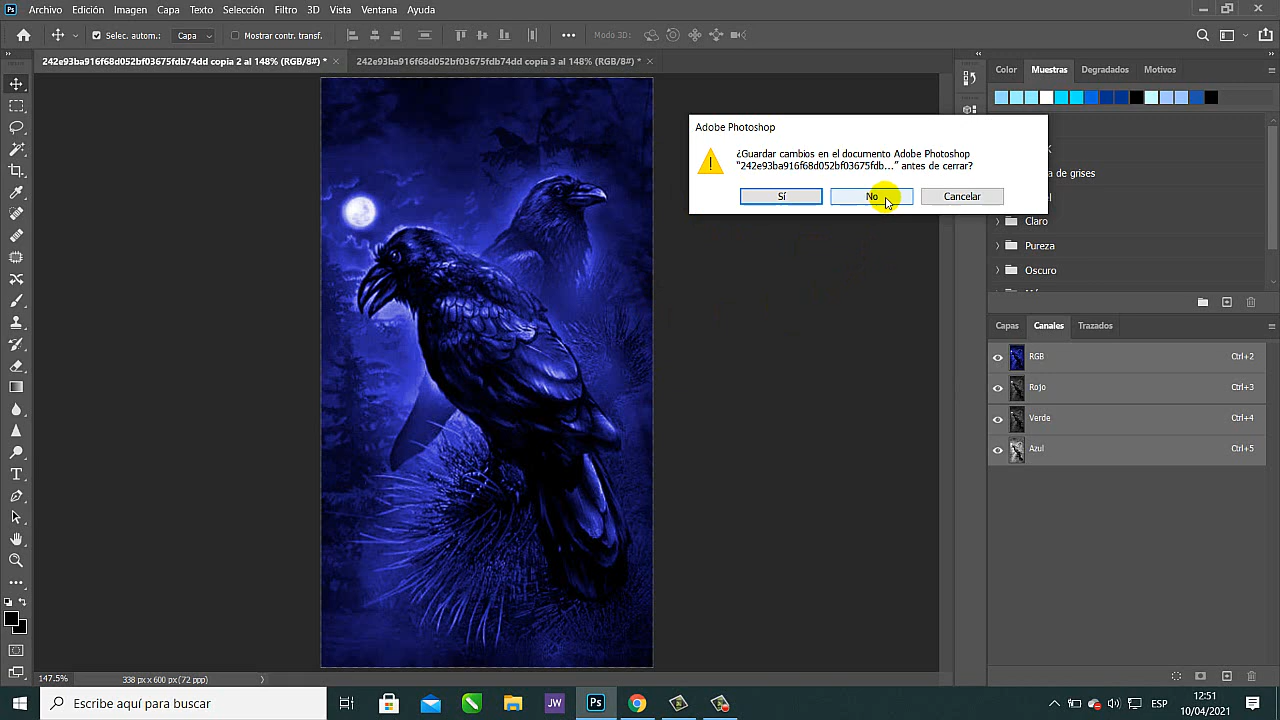 Ps Archivo Edición Imagen Capa Texto Selección Filtro 3D Vista Ventana Ayuda
Selec. autom.: Capa Mostrar contr. transf. Modo 3D:
242e93ba916f68d052bf03675fdb74dd copia 2 al 148% (RGB/8#) * × 242e93ba916f68d052bf03675fdb74dd copia 3 al 148% (RGB/8#) * ×
Color Muestras Degradados Motivos
Adobe Photoshop
¿Guardar cambios en el documento Adobe Photoshop
"242e93ba916f68d052bf03675fdb..." antes de cerrar?
Sí No Cancelar
a de grises
Claro
Pureza
Oscuro
Capas Canales Trazados
RGB Ctrl+2
Rojo Ctrl+3
Verde Ctrl+4
Azul Ctrl+5
147.5% 338 px x 600 px (72 ppp)
Escribe aquí para buscar
JW
Ps
ESP
12:51
10/04/2021